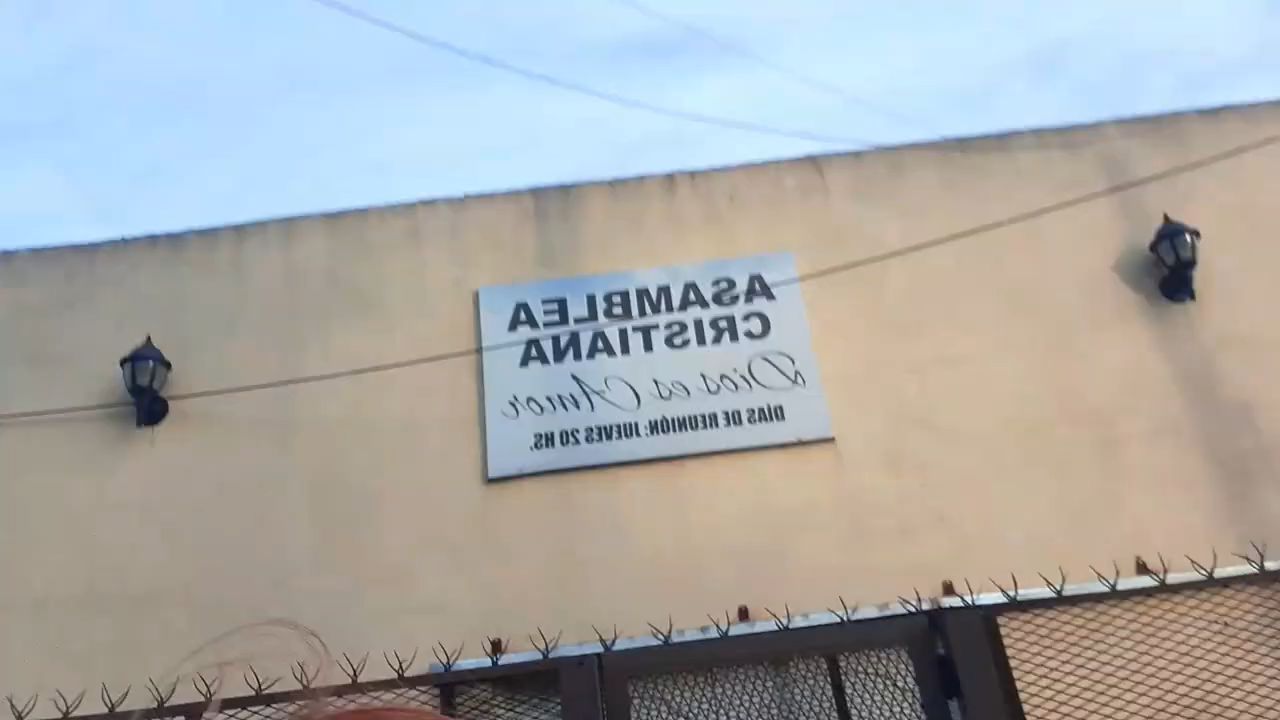 ASAMBLEA
CRISTIANA
Dios es Amor
DÍAS DE REUNIÓN: JUEVES 20 HS.